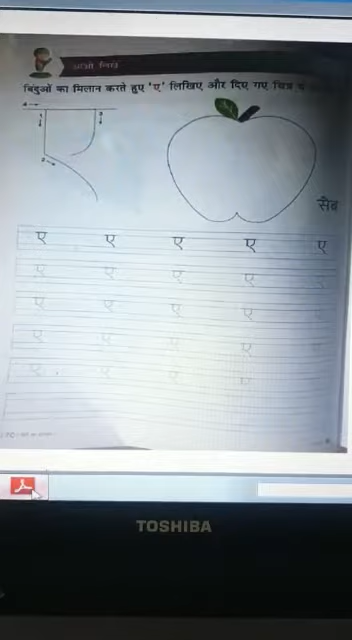 आओ लिखें
बिंदुओं का मिलान करते हुए 'ए' लिखिए और दिए गए चित्र
सेब
ए ए ए ए ए
ए ए ए ए ए
ए ए ए ए ए
ए ए ए ए ए
ए ए ए ए
TOSHIBA